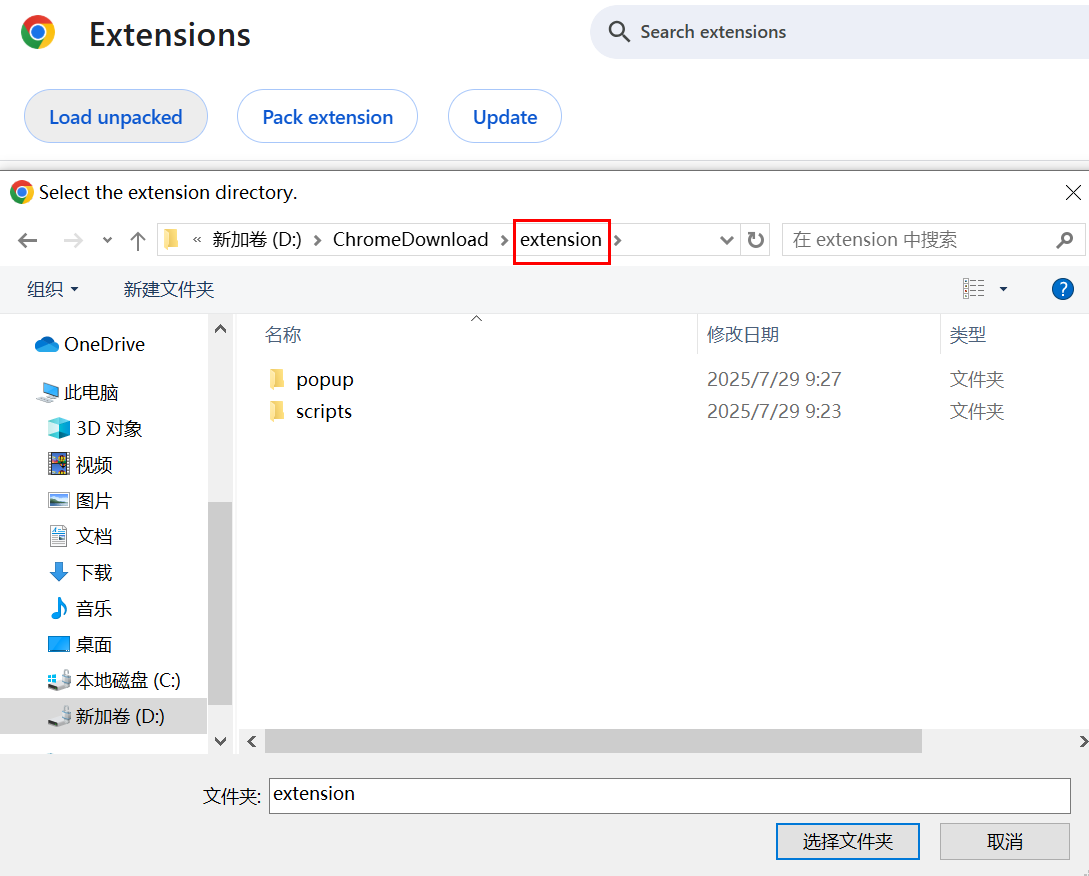 Extensions
Search extensions
Load unpacked
Pack extension
Update
Select the extension directory.
« 新加卷 (D:) > ChromeDownload > extension >
在 extension 中搜索
组织
新建文件夹
名称
修改日期
类型
OneDrive
此电脑
3D 对象
视频
图片
文档
下载
音乐
桌面
本地磁盘 (C:)
新加卷 (D:)
popup 2025/7/29 9:27 文件夹
scripts 2025/7/29 9:23 文件夹
文件夹: extension
选择文件夹
取消